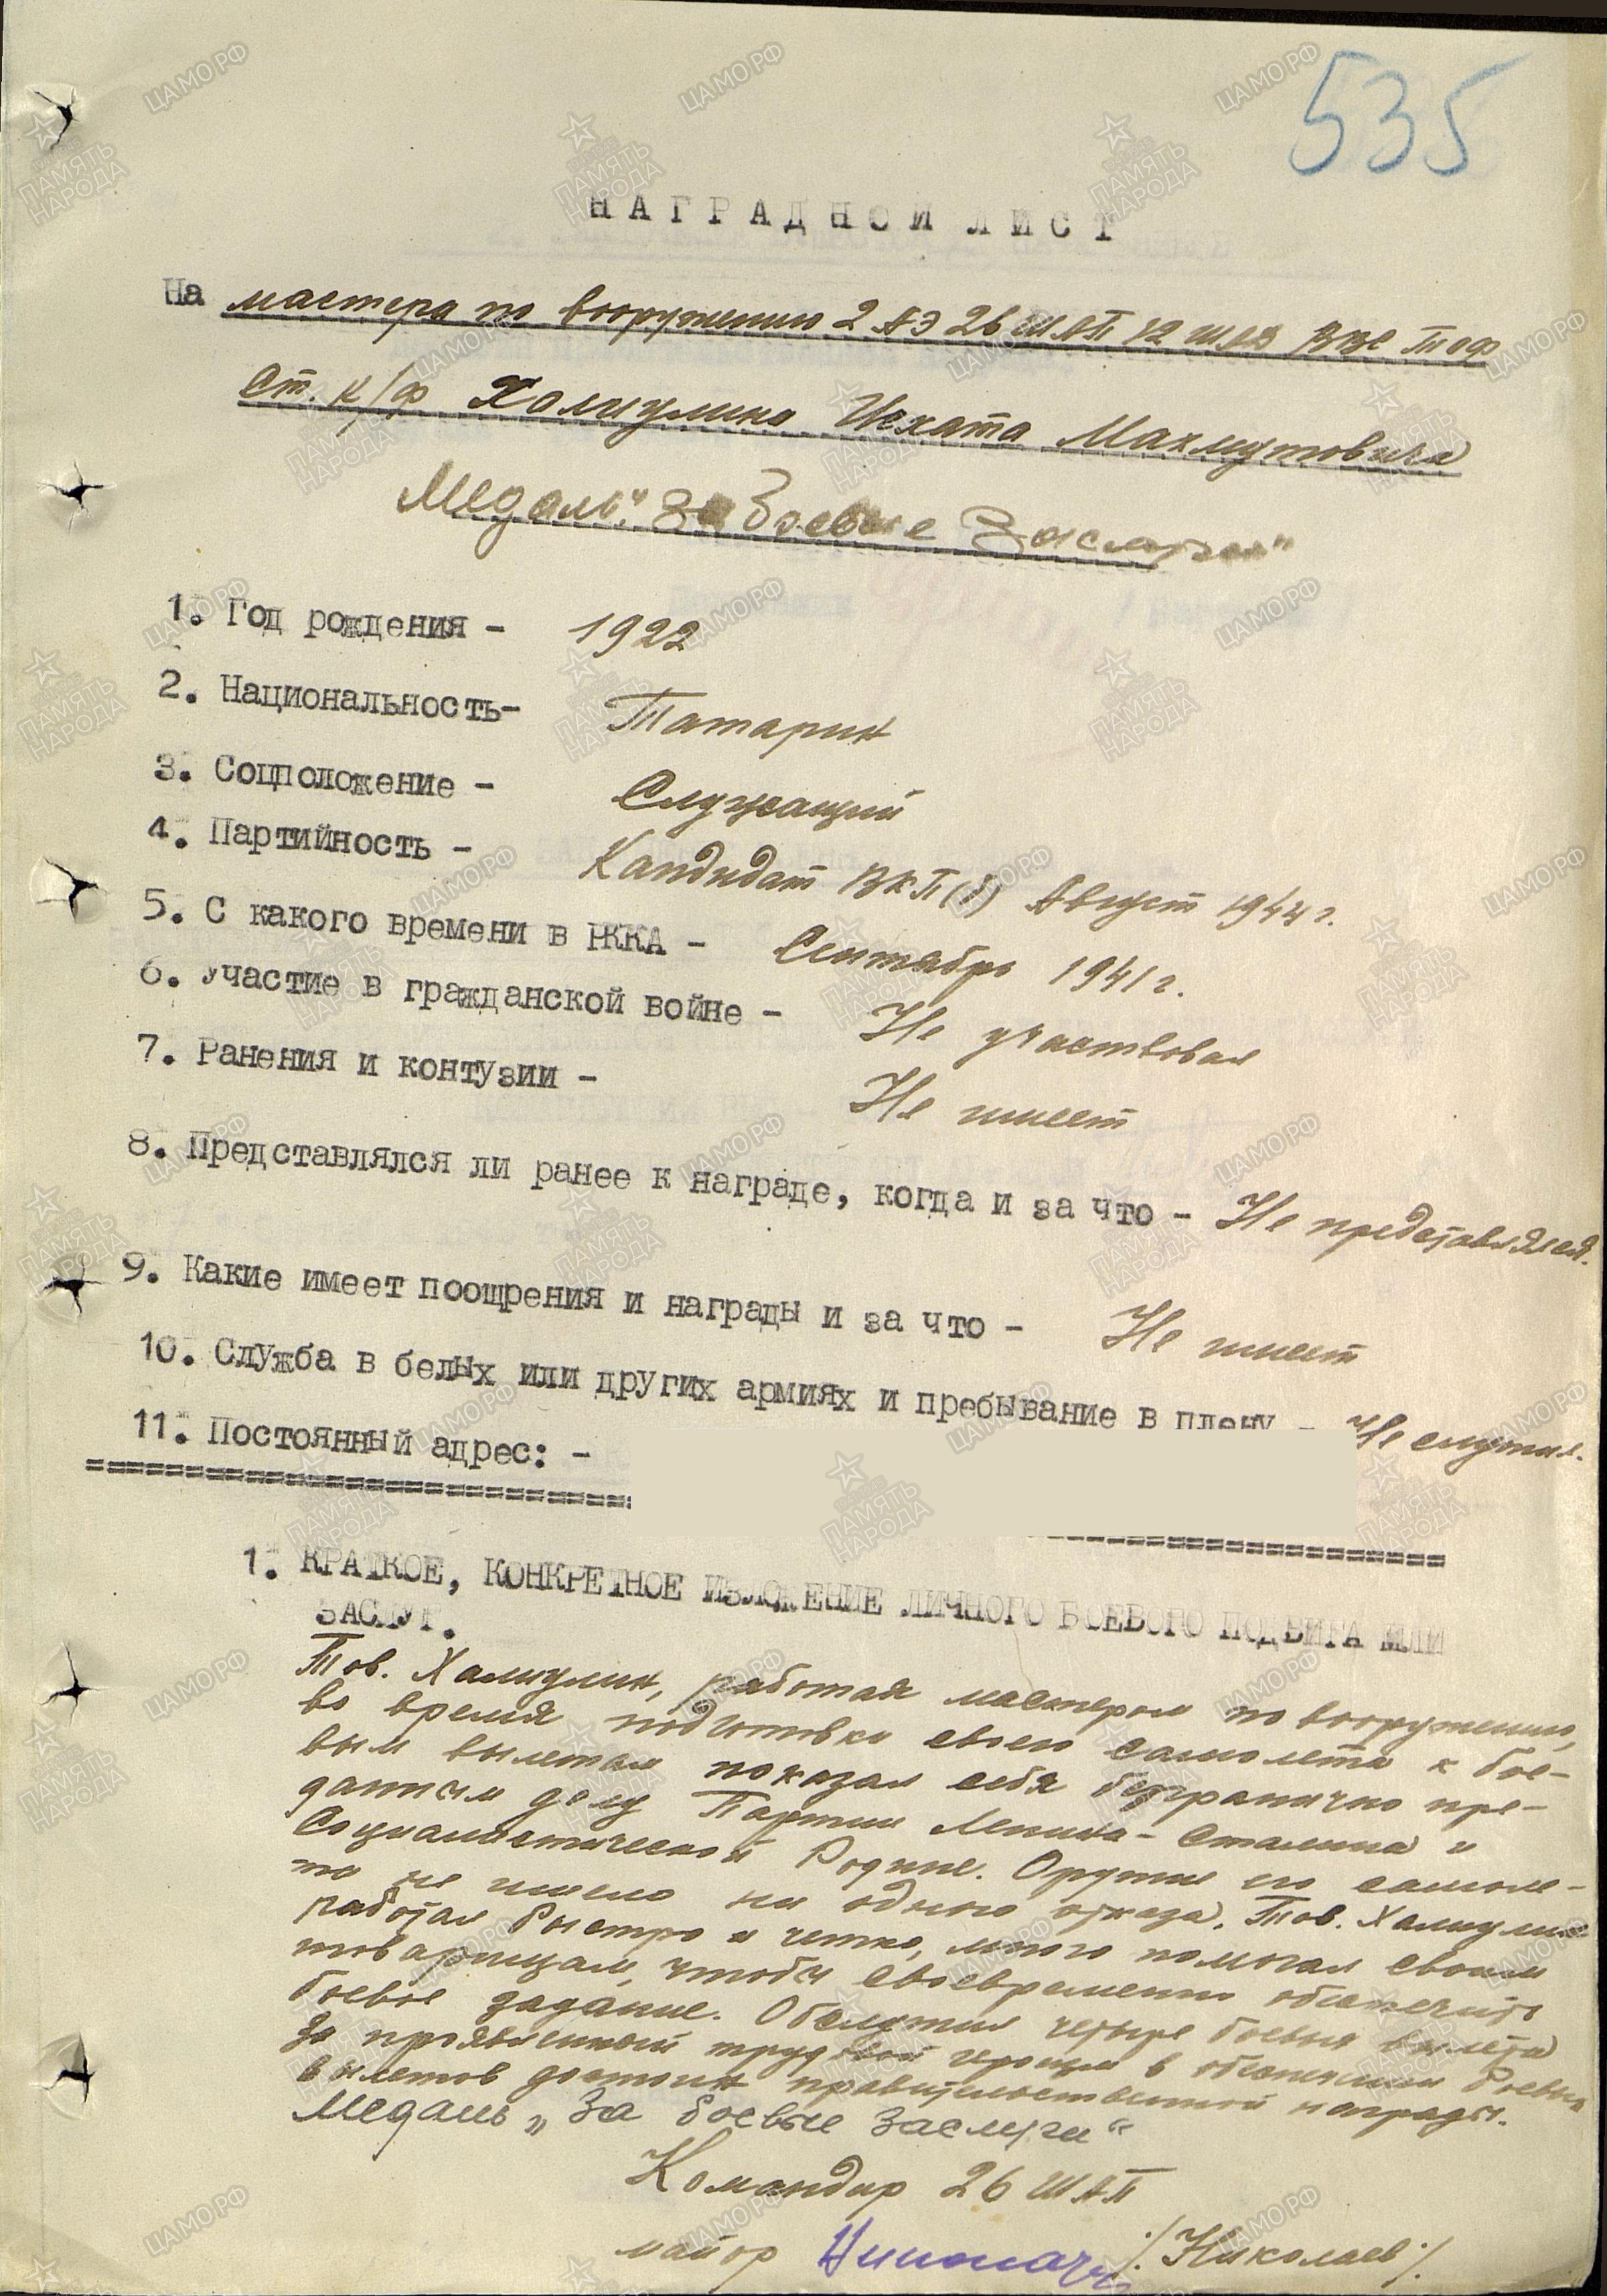 535
НАГРАДНОЙ ЛИСТ
На мастера по вооружению 2 АЭ 26 ШАП 12 ШАД ВВС ТОФ
Ст. к/ф Халиулина Исхата Махмутовича
Медаль "За боевые Заслуги"
1. Год рождения - 1922
2. Национальность- Татарин
3. Соцположение - Служащий
4. Партийность - Кандидат ВКП(б) Август 1944 г.
5. С какого времени в РККА - Сентябрь 1941 г.
6. Участие в гражданской войне - Не участвовал
7. Ранения и контузии - Не имеет
8. Представлялся ли ранее к награде, когда и за что - Не представлялся.
9. Какие имеет поощрения и награды и за что - Не имеет
10. Служба в белых или других армиях и пребывание в плену - Не служил.
11. Постоянный адрес: -
1. КРАТКОЕ, КОНКРЕТНОЕ ИЗЛОЖЕНИЕ ЛИЧНОГО БОЕВОГО ПОДВИГА ИЛИ
ЗАСЛУГ.
Тов. Халиулин, работая мастером по вооружению,
во время подготовки своего самолета к бое-
вым вылетам показал себя безгранично пре-
данным делу Партии Ленина-Сталина и
Социалистической Родине. Оружие его самоле-
та не имело ни одного отказа. Тов. Халиулин
работал быстро и четко, много помогал своим
товарищам, чтобы своевременно обеспечить
боевое задание. Обслужил четыре боевых вылета
За проявленный трудовой героизм в обеспечении боевых
вылетов достоин правительственной награды.
Медаль „За боевые заслуги“
Командир 26 ШАП
майор /Николаев/.